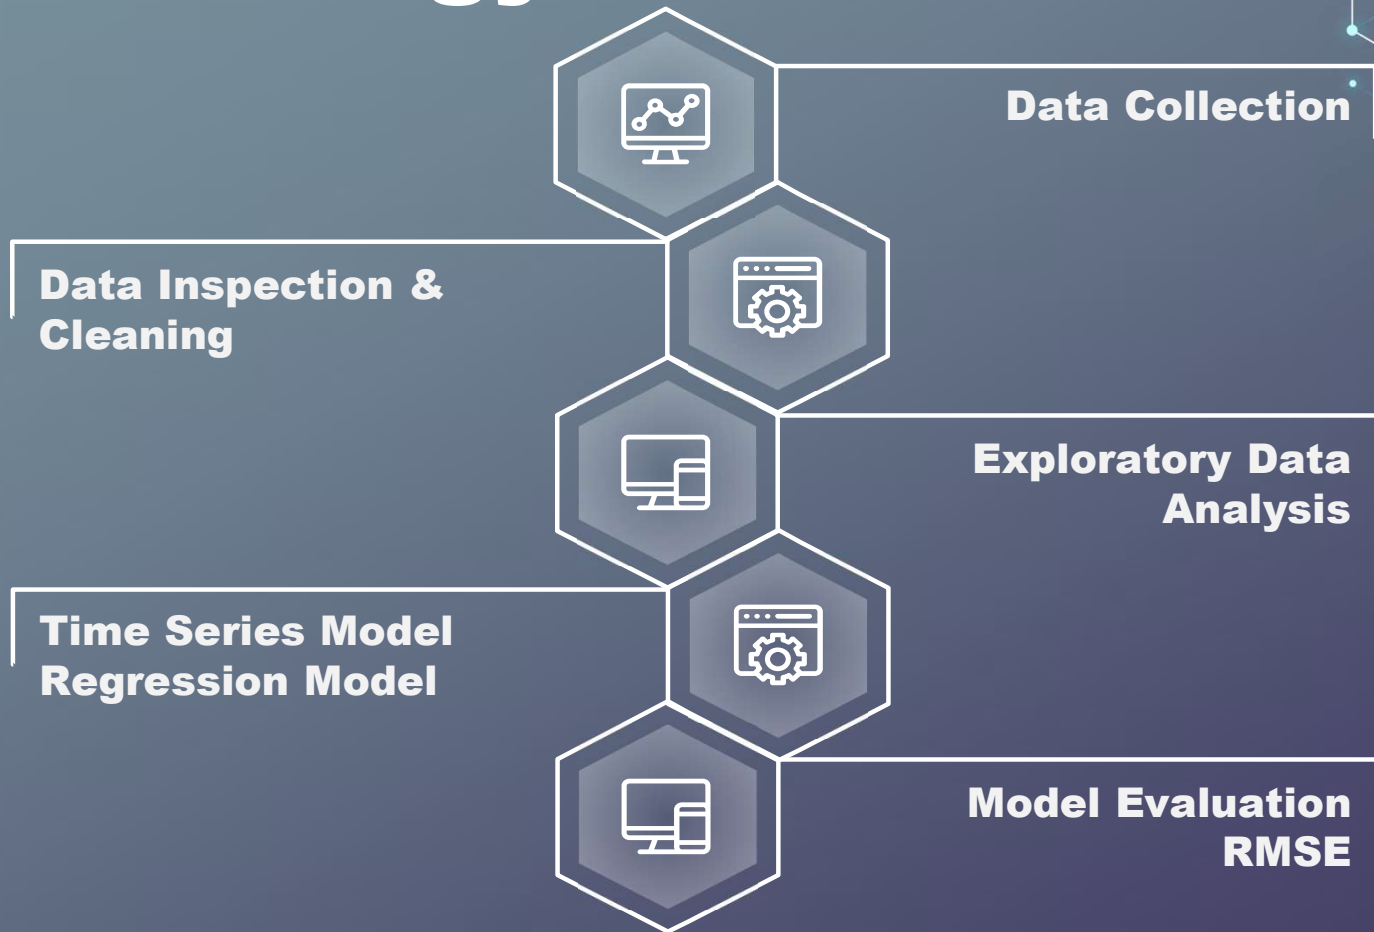 Data Collection
Data Inspection &
Cleaning
Exploratory Data
Analysis
Time Series Model
Regression Model
Model Evaluation
RMSE